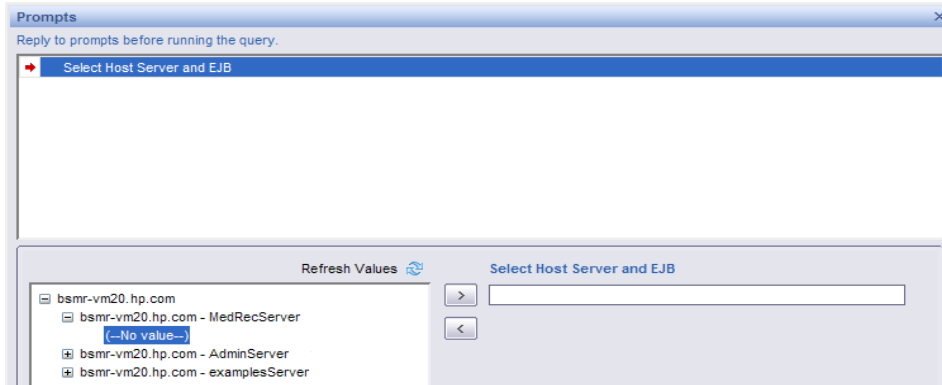 Prompts
Reply to prompts before running the query.
Select Host Server and EJB
Refresh Values
Select Host Server and EJB
>
<
bsmr-vm20.hp.com
bsmr-vm20.hp.com - MedRecServer
(--No value--)
bsmr-vm20.hp.com - AdminServer
bsmr-vm20.hp.com - examplesServer